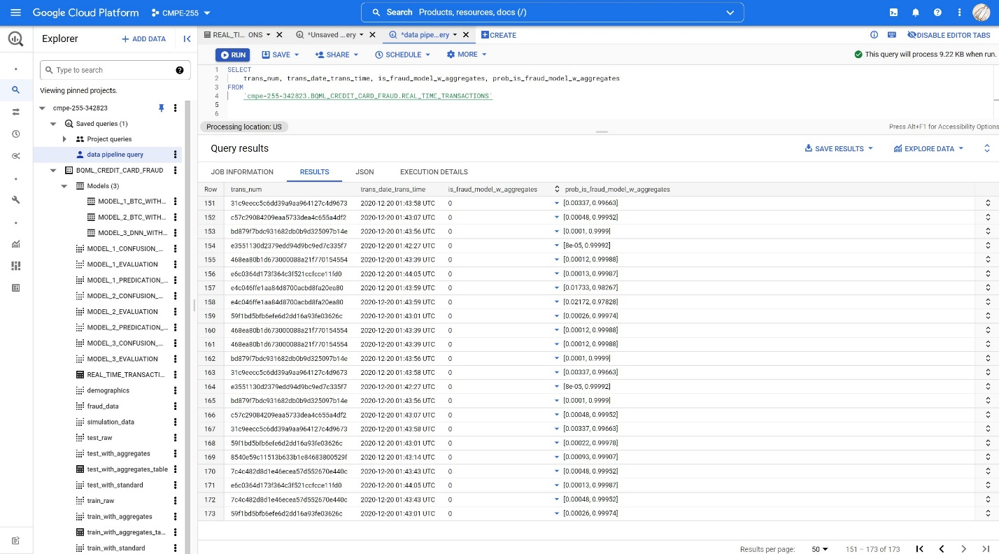 Google Cloud Platform CMPE-255 Search Products, resources, docs (/)
Explorer + ADD DATA
REAL_TI... ONS *Unsaved ...ery *data pipe...ery CREATE DISABLE EDITOR TABS
RUN SAVE SHARE SCHEDULE MORE This query will process 9.22 KB when run.
Type to search
Viewing pinned projects.
cmpe-255-342823
Saved queries (1)
Project queries
data pipeline query
BQML_CREDIT_CARD_FRAUD
Models (3)
MODEL_1_BTC_WITH...
MODEL_2_BTC_WITH...
MODEL_3_DNN_WITH...
MODEL_1_CONFUSION_...
MODEL_1_EVALUATION
MODEL_1_PREDICATION_...
MODEL_2_CONFUSION_...
MODEL_2_EVALUATION
MODEL_2_PREDICATION_...
MODEL_3_CONFUSION_...
MODEL_3_EVALUATION
REAL_TIME_TRANSACTI...
demographics
fraud_data
simulation_data
test_raw
test_with_aggregates
test_with_aggregates_table
test_with_standard
train_raw
train_with_aggregates
train_with_aggregates_ta...
train_with_standard
1 SELECT
2 trans_num, trans_date_trans_time, is_fraud_model_w_aggregates, prob_is_fraud_model_w_aggregates
3 FROM
4 `cmpe-255-342823.BQML_CREDIT_CARD_FRAUD.REAL_TIME_TRANSACTIONS`
5
6
Processing location: US Press Alt+F1 for Accessibility Options
Query results SAVE RESULTS EXPLORE DATA
JOB INFORMATION RESULTS JSON EXECUTION DETAILS
Row trans_num trans_date_trans_time is_fraud_model_w_aggregates prob_is_fraud_model_w_aggregates
151 31c9eecc5c6dd39a9aa964127c4d9673 2020-12-20 01:43:58 UTC 0 [0.00337, 0.99663]
152 c57c29084209eaa5733dea4c655a4df2 2020-12-20 01:43:07 UTC 0 [0.00048, 0.99952]
153 bd879f7bdc931682db0b9d325097b14e 2020-12-20 01:43:56 UTC 0 [0.0001, 0.9999]
154 e3551130d2379edd94d9bc9ed7c335f7 2020-12-20 01:42:27 UTC 0 [8e-05, 0.99992]
155 468ea80b1d673000088a21f770154554 2020-12-20 01:43:39 UTC 0 [0.00012, 0.99988]
156 e6c0364d173f364c3f521ccfcce11fd0 2020-12-20 01:44:05 UTC 0 [0.00013, 0.99987]
157 e4c046ffe1aa84d8700acbd8fa20ea80 2020-12-20 01:43:59 UTC 0 [0.01733, 0.98267]
158 e4c046ffe1aa84d8700acbd8fa20ea80 2020-12-20 01:43:59 UTC 0 [0.02172, 0.97828]
159 59f1bd5bfb6efe6d2dd16a93fe03626c 2020-12-20 01:43:01 UTC 0 [0.00026, 0.99974]
160 468ea80b1d673000088a21f770154554 2020-12-20 01:43:39 UTC 0 [0.00012, 0.99988]
161 468ea80b1d673000088a21f770154554 2020-12-20 01:43:39 UTC 0 [0.00012, 0.99988]
162 bd879f7bdc931682db0b9d325097b14e 2020-12-20 01:43:56 UTC 0 [0.0001, 0.9999]
163 31c9eecc5c6dd39a9aa964127c4d9673 2020-12-20 01:43:58 UTC 0 [0.00337, 0.99663]
164 e3551130d2379edd94d9bc9ed7c335f7 2020-12-20 01:42:27 UTC 0 [8e-05, 0.99992]
165 bd879f7bdc931682db0b9d325097b14e 2020-12-20 01:43:56 UTC 0 [0.0001, 0.9999]
166 c57c29084209eaa5733dea4c655a4df2 2020-12-20 01:43:07 UTC 0 [0.00048, 0.99952]
167 31c9eecc5c6dd39a9aa964127c4d9673 2020-12-20 01:43:58 UTC 0 [0.00337, 0.99663]
168 59f1bd5bfb6efe6d2dd16a93fe03626c 2020-12-20 01:43:01 UTC 0 [0.00022, 0.99978]
169 8540e59c11513b633b1e84683800529f 2020-12-20 01:43:14 UTC 0 [0.00093, 0.99907]
170 7c4c482d8d1e46ecea57d552670e440c 2020-12-20 01:43:43 UTC 0 [0.00048, 0.99952]
171 e6c0364d173f364c3f521ccfcce11fd0 2020-12-20 01:44:05 UTC 0 [0.00013, 0.99987]
172 7c4c482d8d1e46ecea57d552670e440c 2020-12-20 01:43:43 UTC 0 [0.00048, 0.99952]
173 59f1bd5bfb6efe6d2dd16a93fe03626c 2020-12-20 01:43:01 UTC 0 [0.00026, 0.99974]
Results per page: 50 151 – 173 of 173